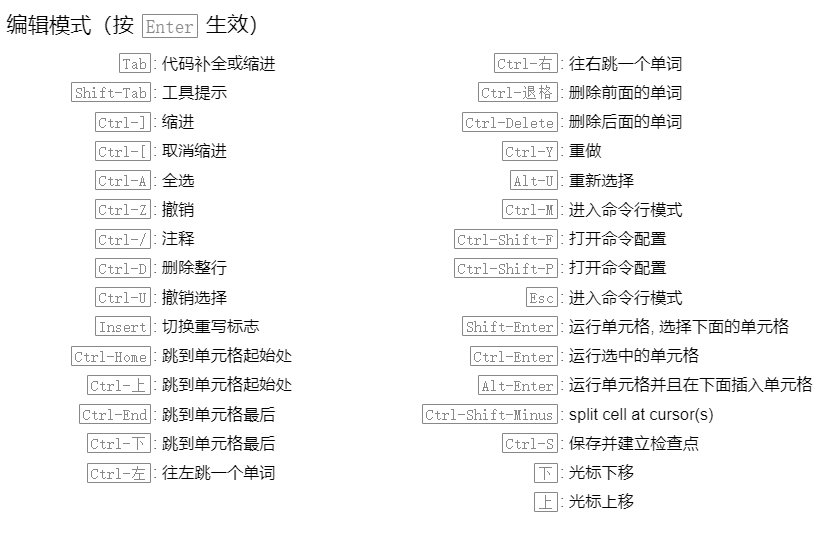 编辑模式（按 Enter 生效）
Tab : 代码补全或缩进
Shift-Tab : 工具提示
Ctrl-] : 缩进
Ctrl-[ : 取消缩进
Ctrl-A : 全选
Ctrl-Z : 撤销
Ctrl-/ : 注释
Ctrl-D : 删除整行
Ctrl-U : 撤销选择
Insert : 切换重写标志
Ctrl-Home : 跳到单元格起始处
Ctrl-上 : 跳到单元格起始处
Ctrl-End : 跳到单元格最后
Ctrl-下 : 跳到单元格最后
Ctrl-左 : 往左跳一个单词
Ctrl-右 : 往右跳一个单词
Ctrl-退格 : 删除前面的单词
Ctrl-Delete : 删除后面的单词
Ctrl-Y : 重做
Alt-U : 重新选择
Ctrl-M : 进入命令行模式
Ctrl-Shift-F : 打开命令配置
Ctrl-Shift-P : 打开命令配置
Esc : 进入命令行模式
Shift-Enter : 运行单元格, 选择下面的单元格
Ctrl-Enter : 运行选中的单元格
Alt-Enter : 运行单元格并且在下面插入单元格
Ctrl-Shift-Minus : split cell at cursor(s)
Ctrl-S : 保存并建立检查点
下 : 光标下移
上 : 光标上移